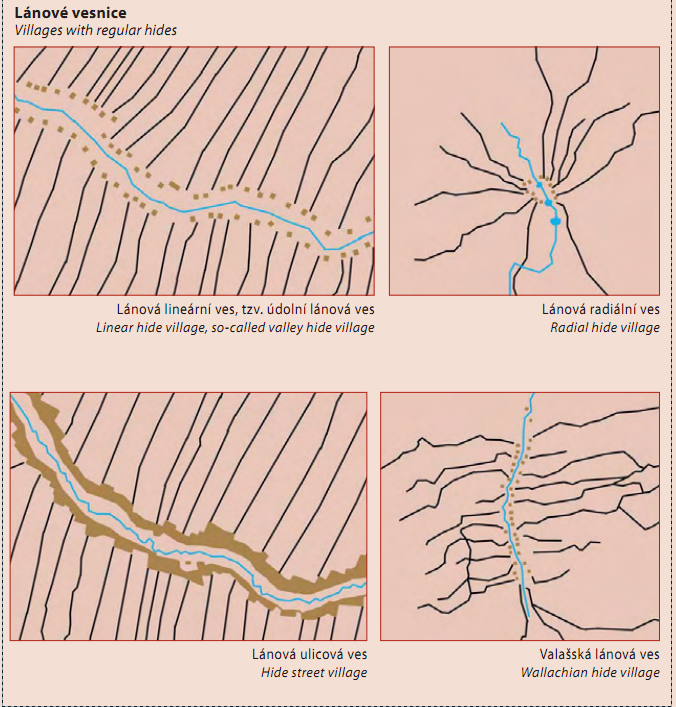 Lánové vesnice
Villages with regular hides
Lánová lineární ves, tzv. údolní lánová ves
Linear hide village, so-called valley hide village
Lánová radiální ves
Radial hide village
Lánová ulicová ves
Hide street village
Valašská lánová ves
Wallachian hide village